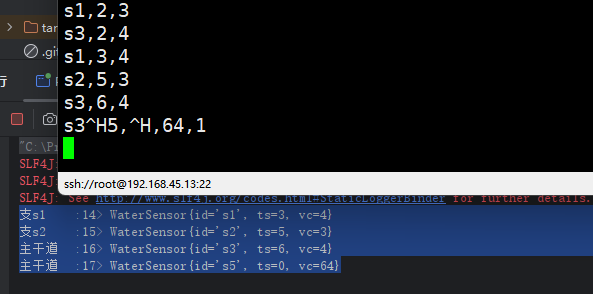 s1,2,3
s3,2,4
s1,3,4
s2,5,3
s3,6,4
s3^H5,^H,64,1
ssh://root@192.168.45.13:22
tar
.gi
行
"C:\P
SLF4J:
SLF4J:
SLF4J: See http://www.slf4j.org/codes.html#StaticLoggerBinder for further details.
支s1 :14> WaterSensor{id='s1', ts=3, vc=4}
支s2 :15> WaterSensor{id='s2', ts=5, vc=3}
主干道 :16> WaterSensor{id='s3', ts=6, vc=4}
主干道 :17> WaterSensor{id='s5', ts=0, vc=64}